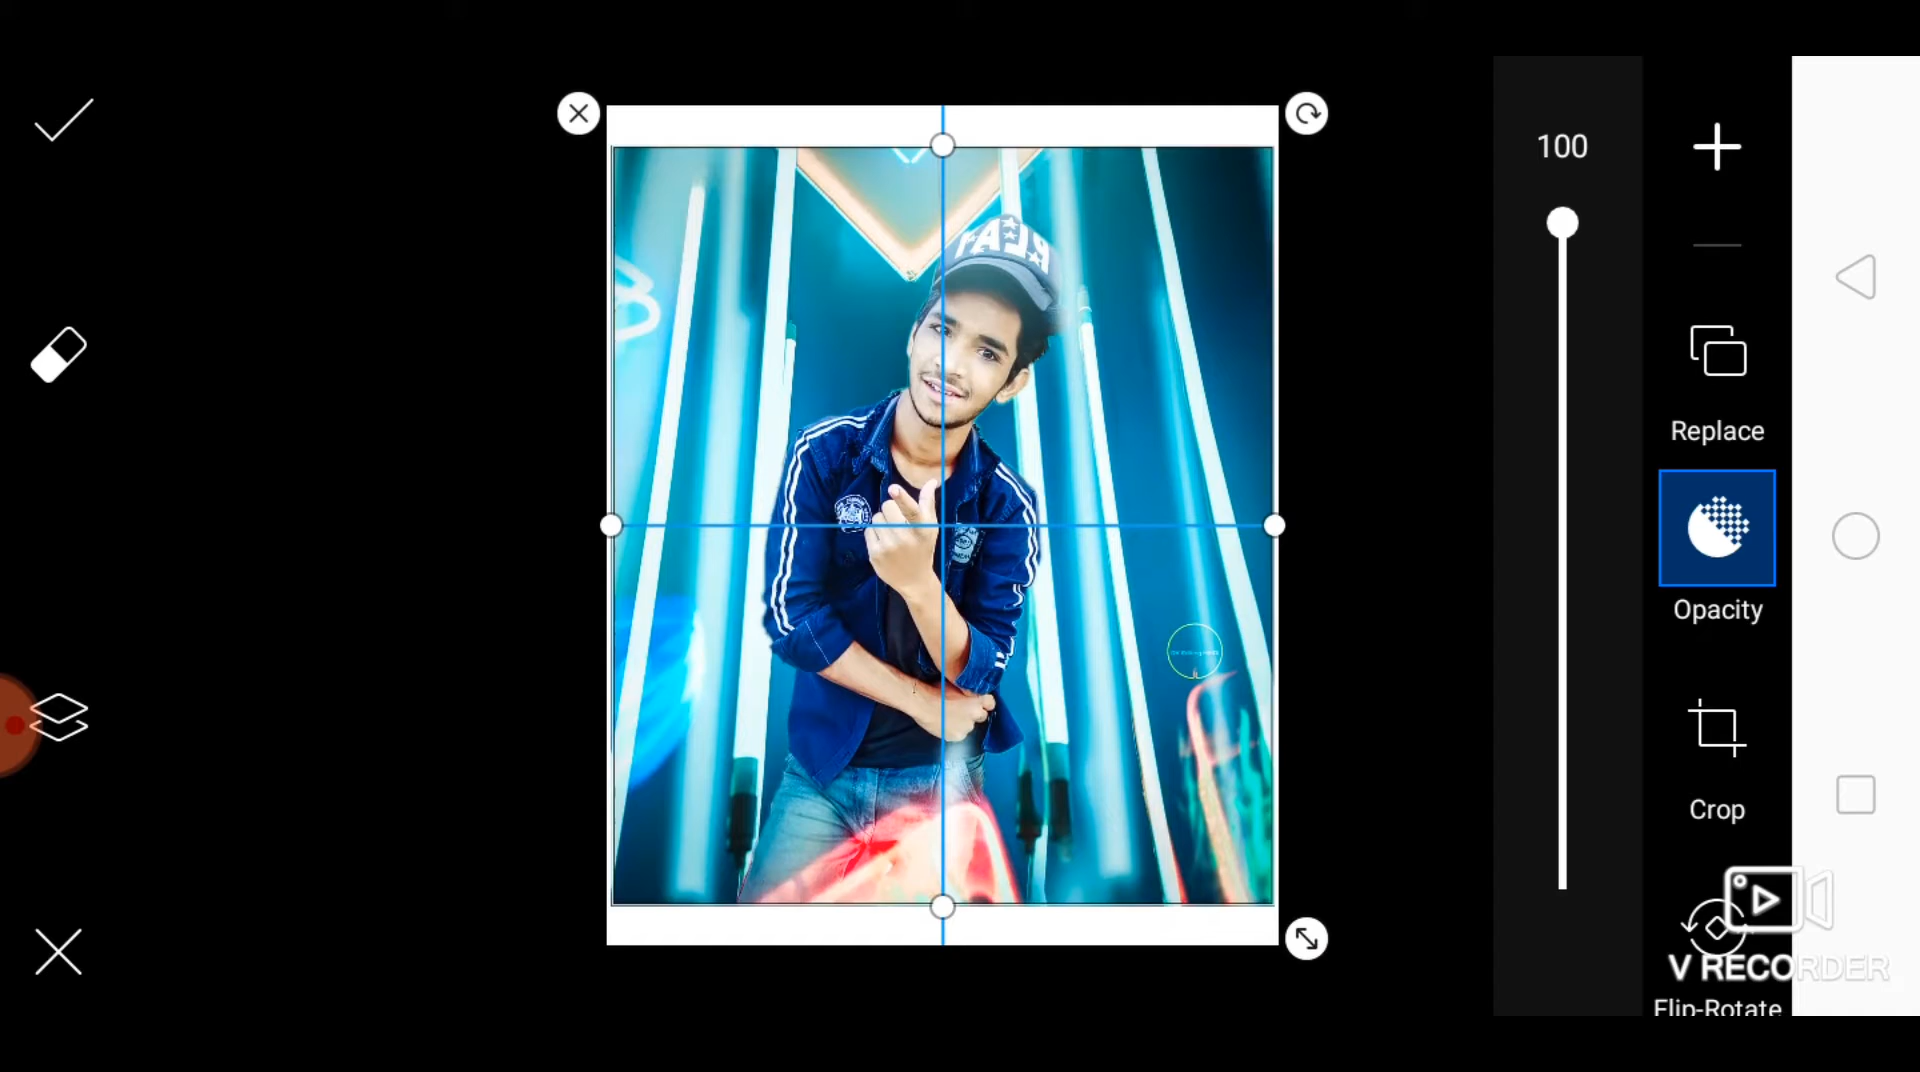 100
Replace
Opacity
Crop
V RECORDER
Flip-Rotate